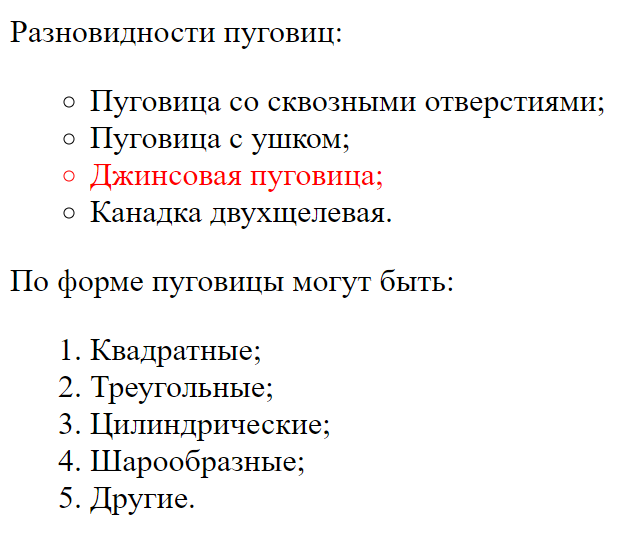 Разновидности пуговиц:
Пуговица со сквозными отверстиями;
Пуговица с ушком;
Джинсовая пуговица;
Канадка двухщелевая.
По форме пуговицы могут быть:
1. Квадратные;
2. Треугольные;
3. Цилиндрические;
4. Шарообразные;
5. Другие.